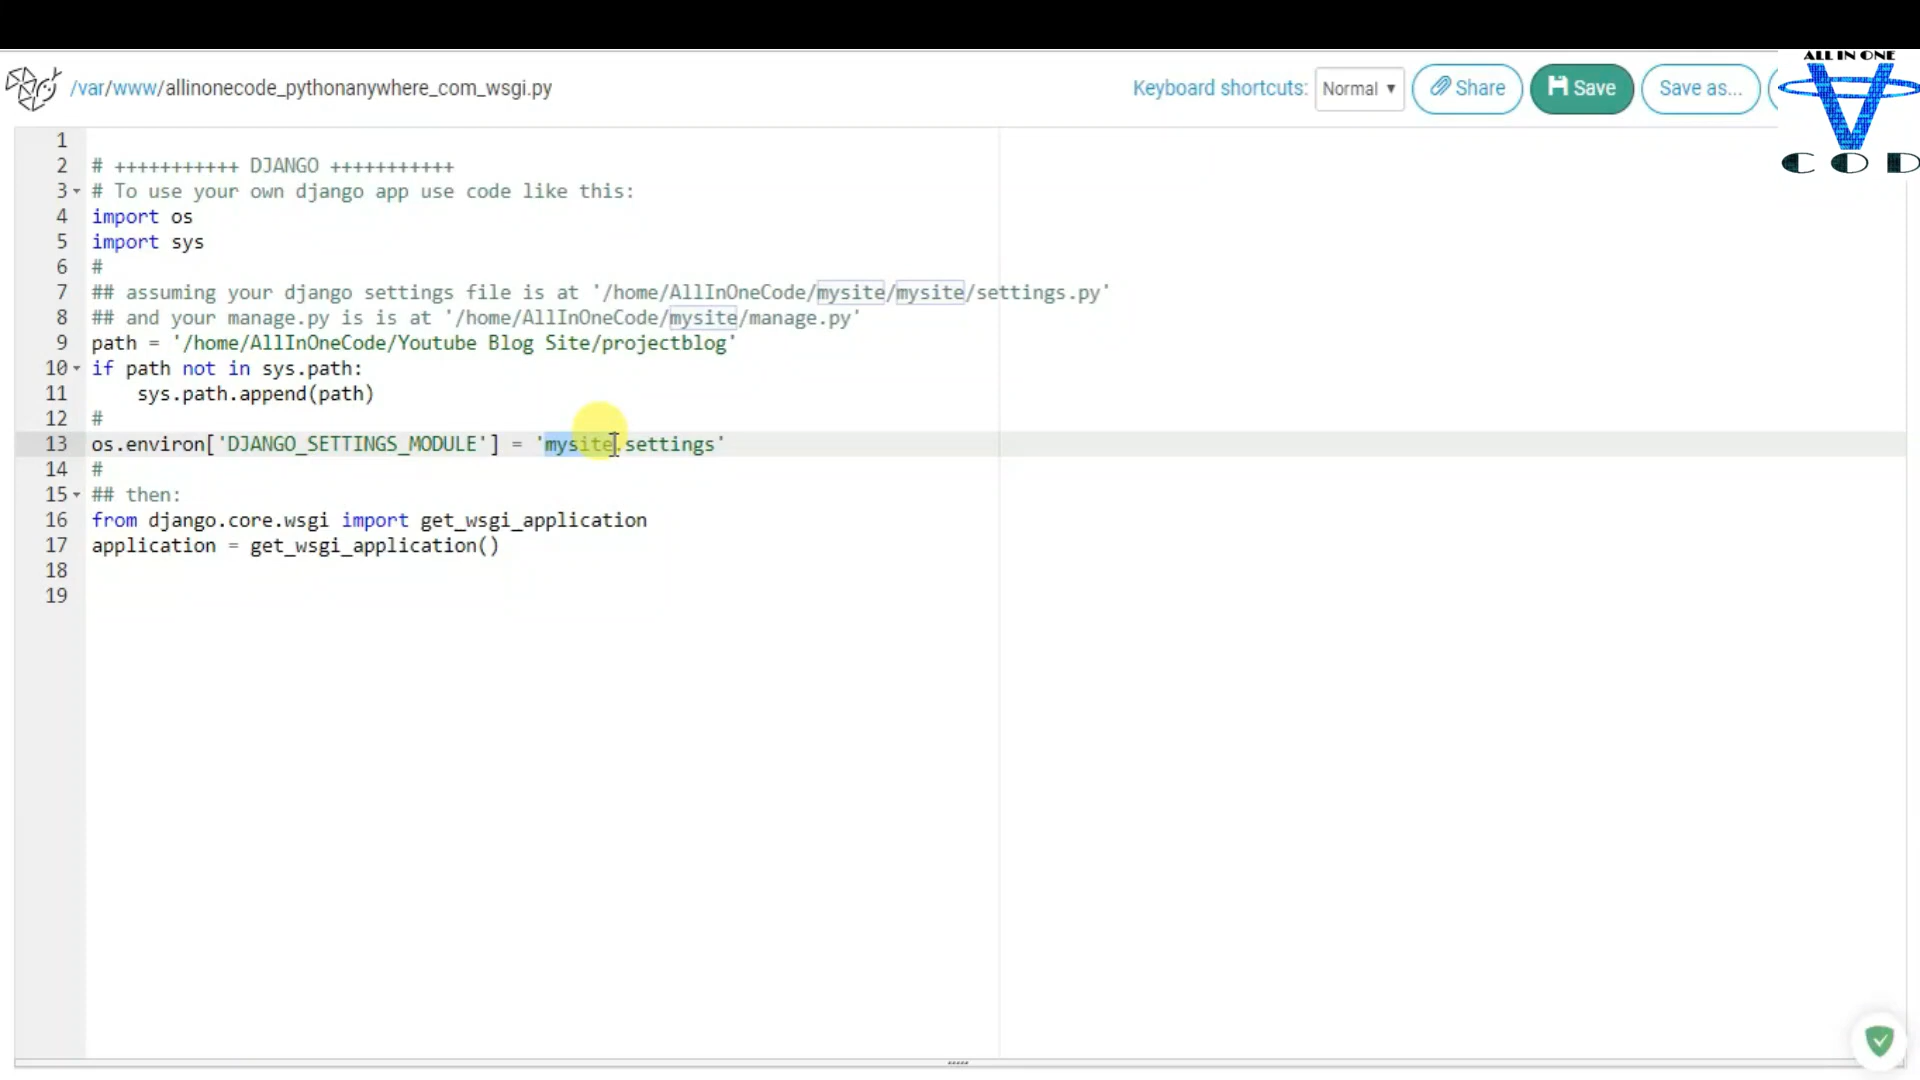 /var/www/allinonecode_pythonanywhere_com_wsgi.py Keyboard shortcuts: Normal Share Save Save as...
ALL IN ONE
COD
1
2 # +++++++++++ DJANGO +++++++++++
3 # To use your own django app use code like this:
4 import os
5 import sys
6 #
7 ## assuming your django settings file is at '/home/AllInOneCode/mysite/mysite/settings.py'
8 ## and your manage.py is is at '/home/AllInOneCode/mysite/manage.py'
9 path = '/home/AllInOneCode/Youtube Blog Site/projectblog'
10 if path not in sys.path:
11 sys.path.append(path)
12 #
13 os.environ['DJANGO_SETTINGS_MODULE'] = 'mysite.settings'
14 #
15 ## then:
16 from django.core.wsgi import get_wsgi_application
17 application = get_wsgi_application()
18
19